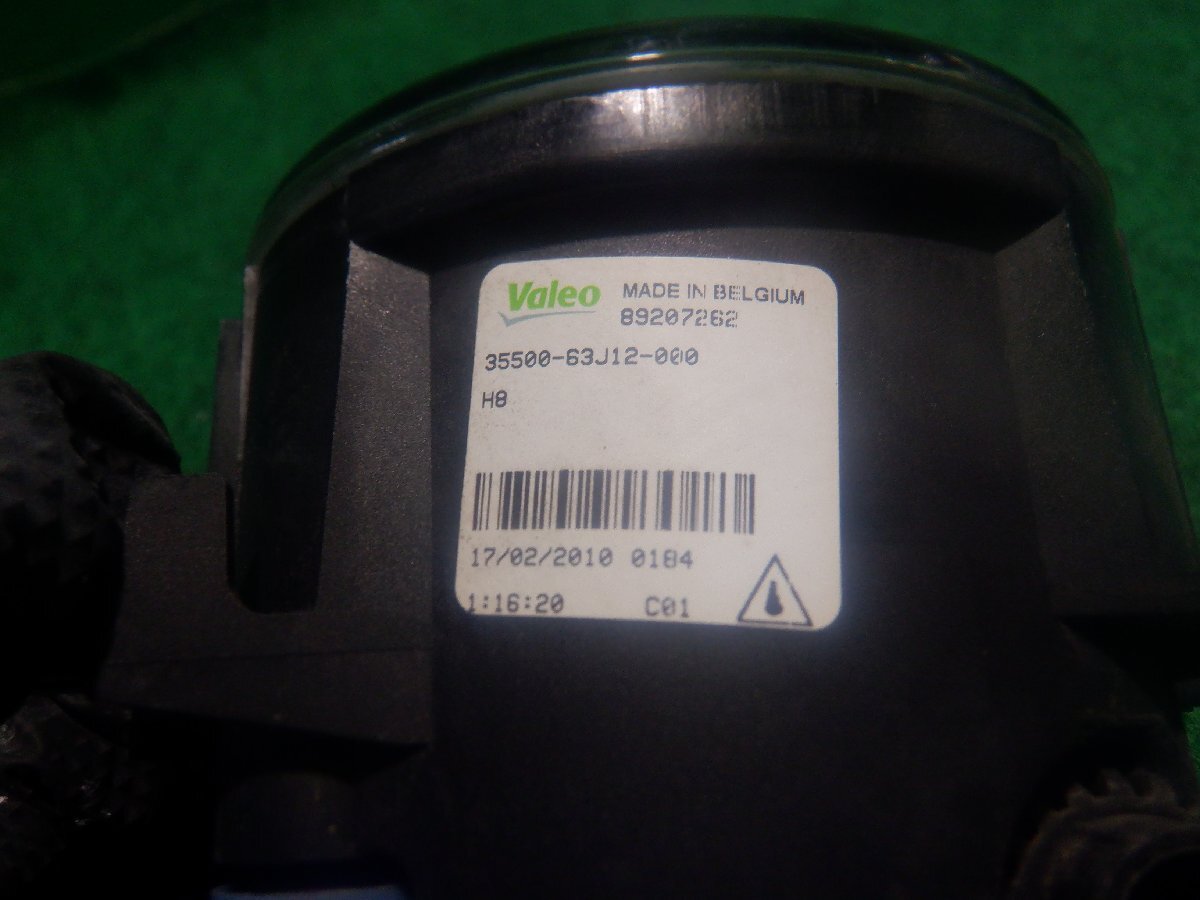 Valeo MADE IN BELGIUM
89207262
35500-63J12-000
H8
17/02/2010 0184
1:16:20 C01